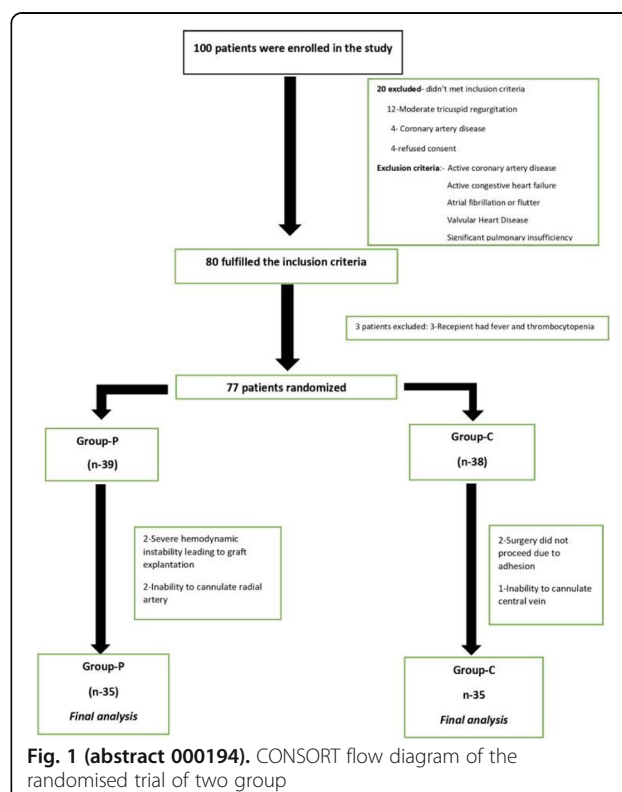 100 patients were enrolled in the study
20 excluded- didn't met inclusion criteria
12-Moderate tricuspid regurgitation
4- Coronary artery disease
4-refused consent
Exclusion criteria:- Active coronary artery disease
Active congestive heart failure
Atrial fibrillation or flutter
Valvular Heart Disease
Significant pulmonary insufficiency
80 fulfilled the inclusion criteria
3 patients excluded: 3-Recepient had fever and thrombocytopenia
77 patients randomized
Group-P
(n-39)
Group-C
(n-38)
2-Severe hemodynamic
instability leading to graft
explantation
2-Inability to cannulate radial
artery
2-Surgery did not
proceed due to
adhesion
1-Inability to cannulate
central vein
Group-P
(n-35)
Final analysis
Group-C
n-35
Final analysis
Fig. 1 (abstract 000194). CONSORT flow diagram of the
randomised trial of two group